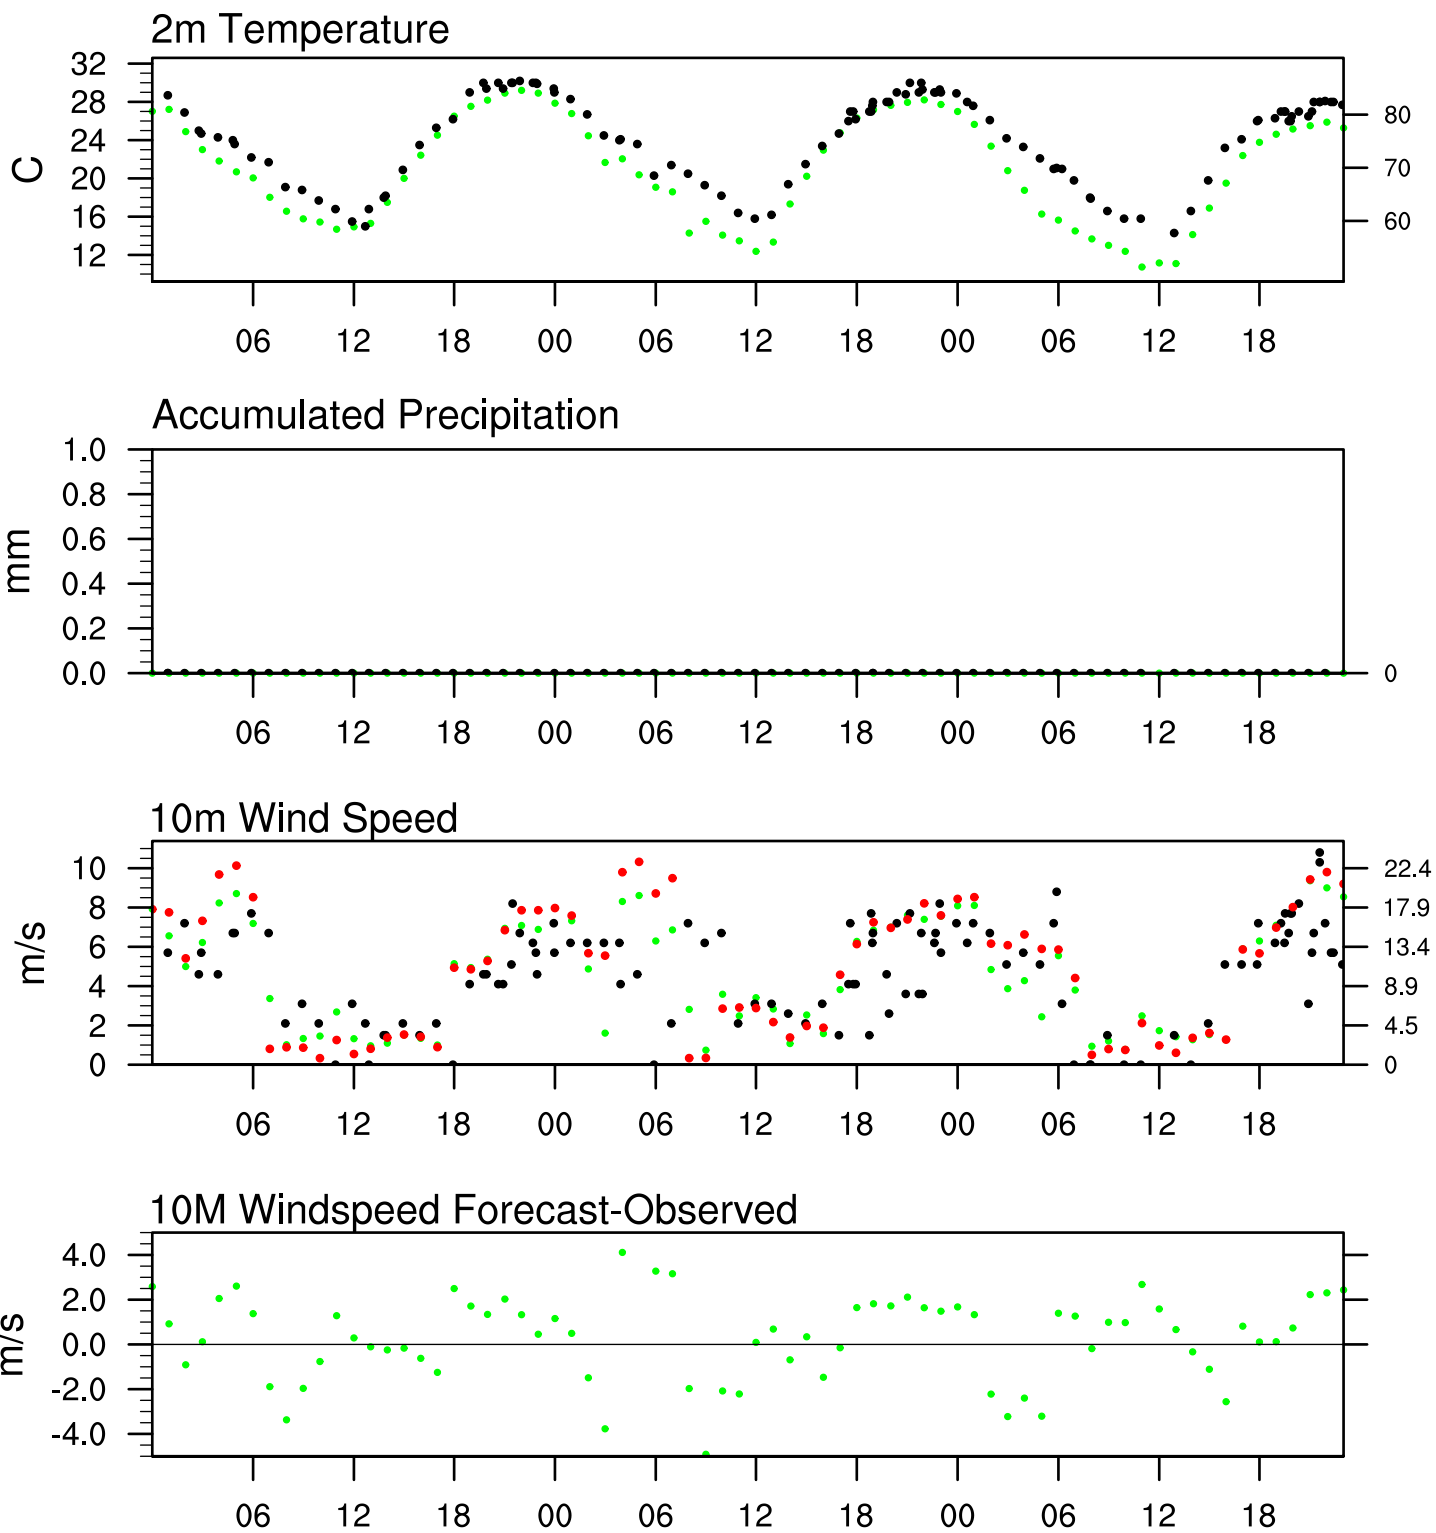 2m Temperature
32
28
24
20
16
12
C
80
70
60
06 12 18 00 06 12 18 00 06 12 18
Accumulated Precipitation
1.0
0.8
0.6
0.4
0.2
0.0
mm
0
06 12 18 00 06 12 18 00 06 12 18
10m Wind Speed
10
8
6
4
2
0
m/s
22.4
17.9
13.4
8.9
4.5
0
06 12 18 00 06 12 18 00 06 12 18
10M Windspeed Forecast-Observed
4.0
2.0
0.0
-2.0
-4.0
m/s
06 12 18 00 06 12 18 00 06 12 18